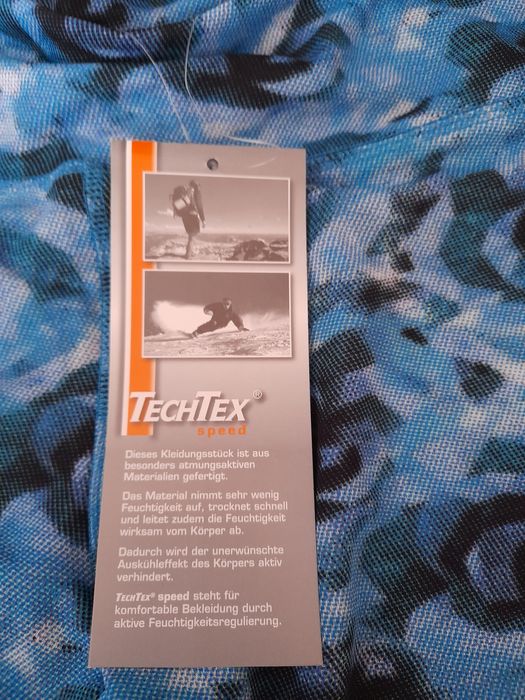 TECHTEX®
speed
Dieses Kleidungsstück ist aus
besonders atmungsaktiven
Materialien gefertigt.
Das Material nimmt sehr wenig
Feuchtigkeit auf, trocknet schnell
und leitet zudem die Feuchtigkeit
wirksam vom Körper ab.
Dadurch wird der unerwünschte
Auskühleffekt des Körpers aktiv
verhindert.
TECHTEX® speed steht für
komfortable Bekleidung durch
aktive Feuchtigkeitsregulierung.